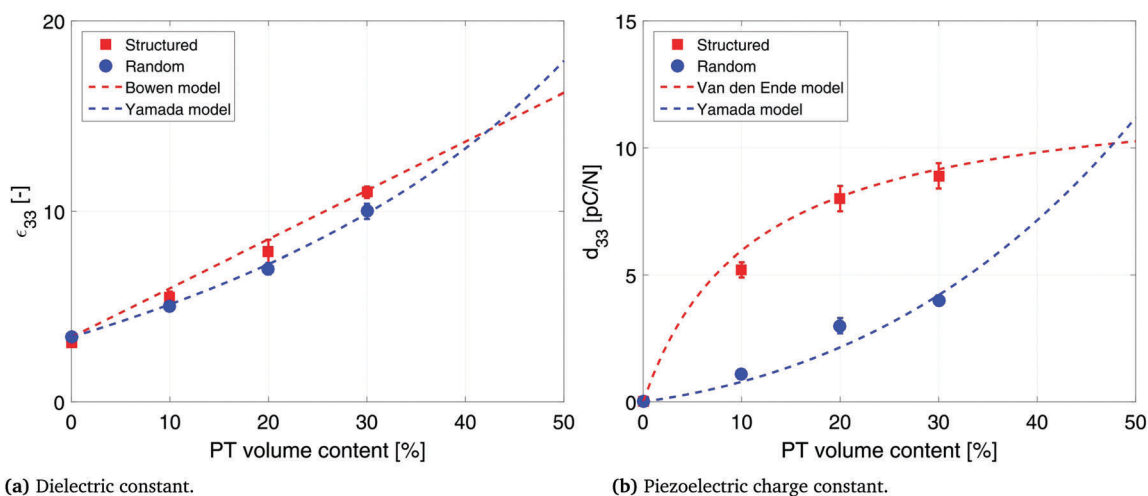 20
10
0
0
10
20
30
40
50
ϵ33 [-]
PT volume content [%]
Structured
Random
Bowen model
Yamada model
(a) Dielectric constant.
15
10
5
0
0
10
20
30
40
50
d33 [pC/N]
PT volume content [%]
Structured
Random
Van den Ende model
Yamada model
(b) Piezoelectric charge constant.